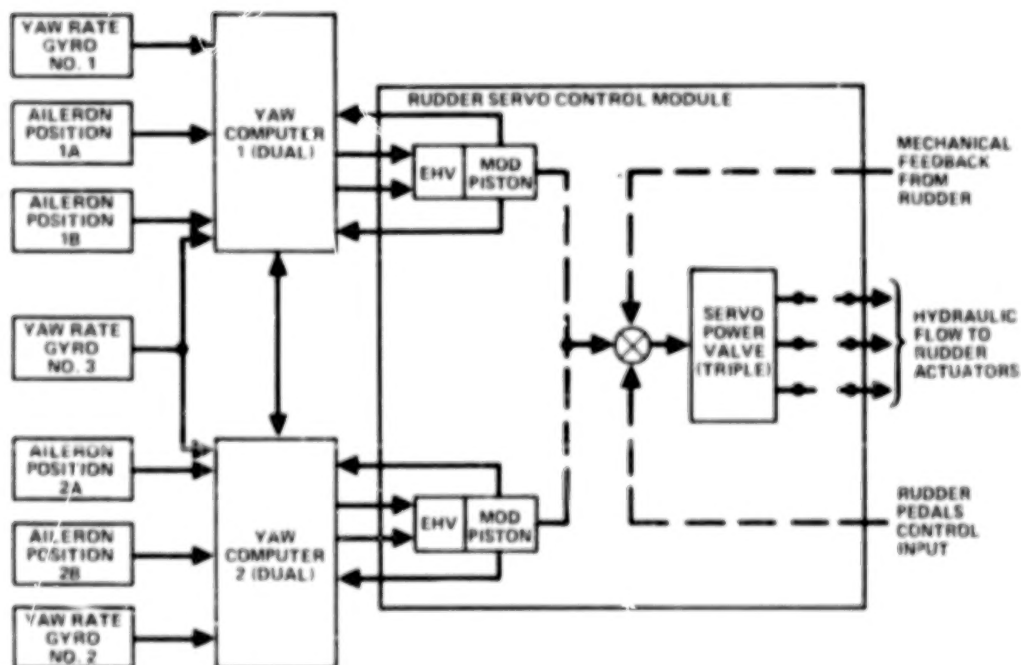 YAW RATE
GYRO
NO. 1
AILERON
POSITION
1A
AILERON
POSITION
1B
YAW RATE
GYRO
NO. 3
AILERON
POSITION
2A
AILERON
POSITION
2B
YAW RATE
GYRO
NO. 2
YAW
COMPUTER
1 (DUAL)
YAW
COMPUTER
2 (DUAL)
RUDDER SERVO CONTROL MODULE
EHV
MOD
PISTON
EHV
MOD
PISTON
SERVO
POWER
VALVE
(TRIPLE)
MECHANICAL
FEEDBACK
FROM
RUDDER
HYDRAULIC
FLOW TO
RUDDER
ACTUATORS
RUDDER
PEDALS
CONTROL
INPUT